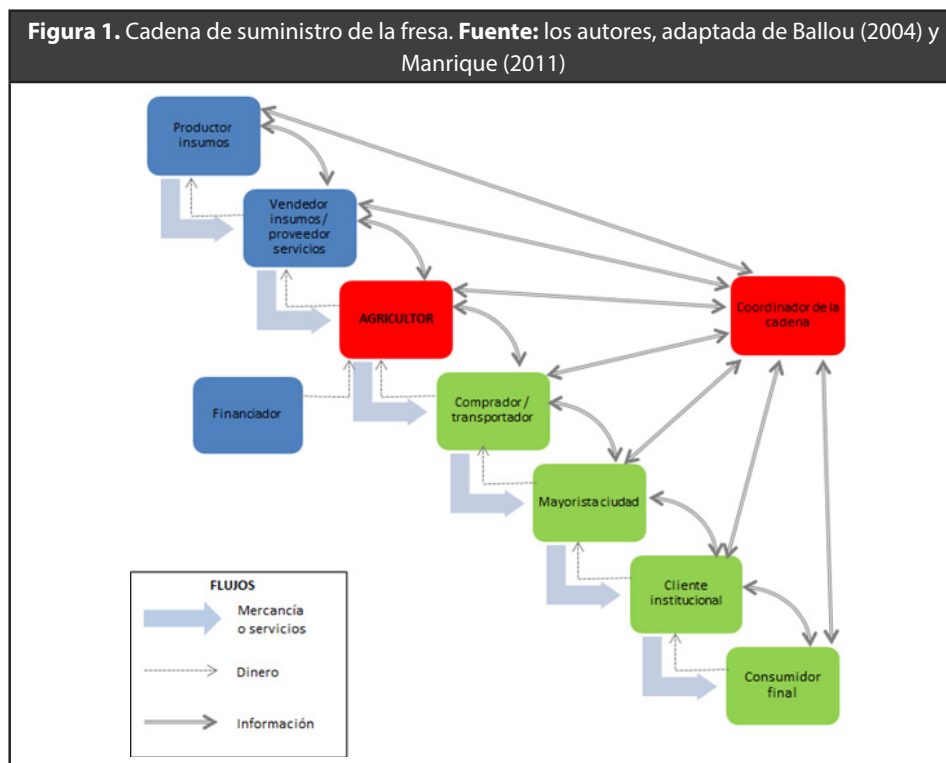 Figura 1. Cadena de suministro de la fresa. Fuente: los autores, adaptada de Ballou (2004) y
Manrique (2011)
Productor
insumos
Vendedor
insumos /
proveedor
servicios
AGRICULTOR
Coordinador de la
cadena
Financiador
Comprador /
transportador
Mayorista ciudad
Cliente
institucional
Consumidor
final
FLUJOS
Mercancía
o servicios
Dinero
Información